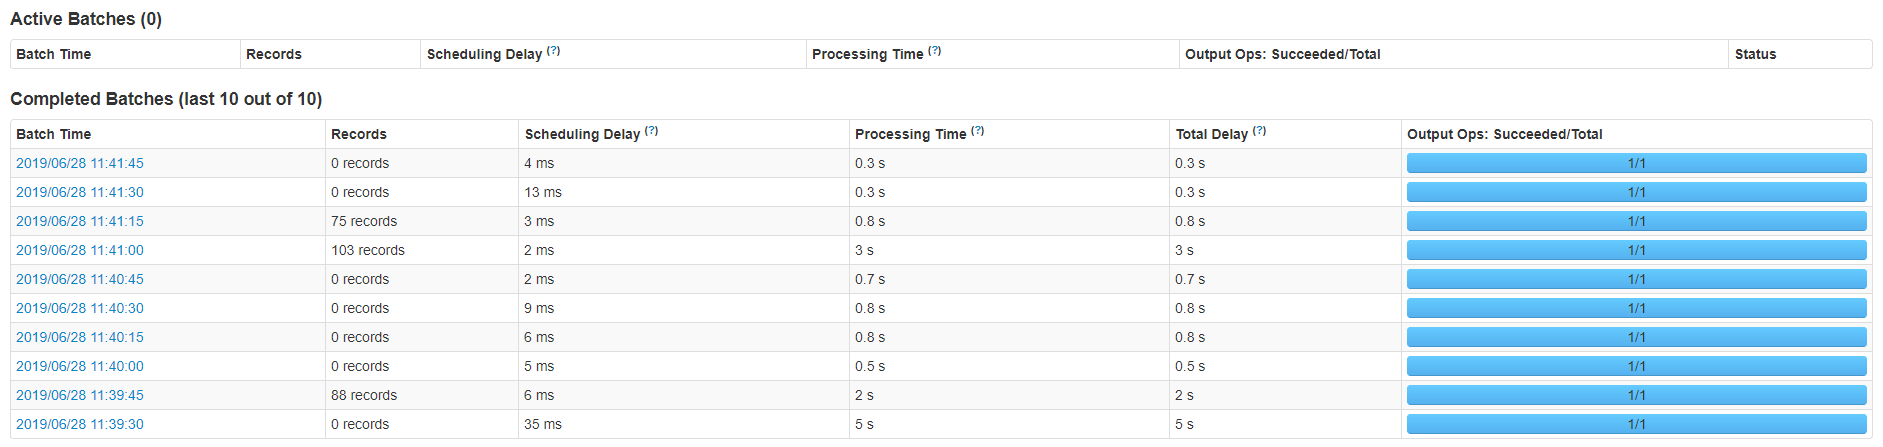 Active Batches (0)
Batch Time Records Scheduling Delay (?) Processing Time (?) Output Ops: Succeeded/Total Status
Completed Batches (last 10 out of 10)
Batch Time Records Scheduling Delay (?) Processing Time (?) Total Delay (?) Output Ops: Succeeded/Total
2019/06/28 11:41:45 0 records 4 ms 0.3 s 0.3 s 1/1
2019/06/28 11:41:30 0 records 13 ms 0.3 s 0.3 s 1/1
2019/06/28 11:41:15 75 records 3 ms 0.8 s 0.8 s 1/1
2019/06/28 11:41:00 103 records 2 ms 3 s 3 s 1/1
2019/06/28 11:40:45 0 records 2 ms 0.7 s 0.7 s 1/1
2019/06/28 11:40:30 0 records 9 ms 0.8 s 0.8 s 1/1
2019/06/28 11:40:15 0 records 6 ms 0.8 s 0.8 s 1/1
2019/06/28 11:40:00 0 records 5 ms 0.5 s 0.5 s 1/1
2019/06/28 11:39:45 88 records 6 ms 2 s 2 s 1/1
2019/06/28 11:39:30 0 records 35 ms 5 s 5 s 1/1